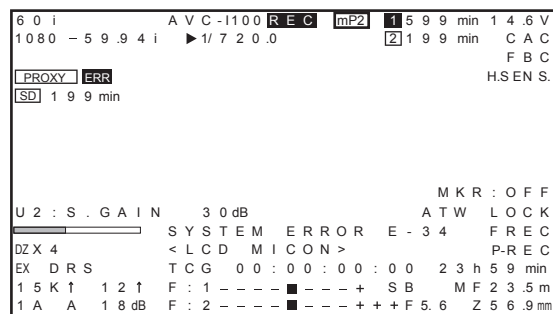 60i AVC-I100 REC mP2 1 599 min 14.6V
1080-59.94i ▶1/720.0 2 199 min CAC
FBC
PROXY ERR H.SENS.
SD 199 min
MKR:OFF
U2:S.GAIN 30dB ATW LOCK
SYSTEM ERROR E-34 FREC
DZX4 <LCD MICON> P-REC
EX DRS TCG 00:00:00:00 23h59min
15K↑ 12↑ F:1----■----+ SB MF23.5m
1A A 18dB F:2----■----+++F5.6 Z56.9mm